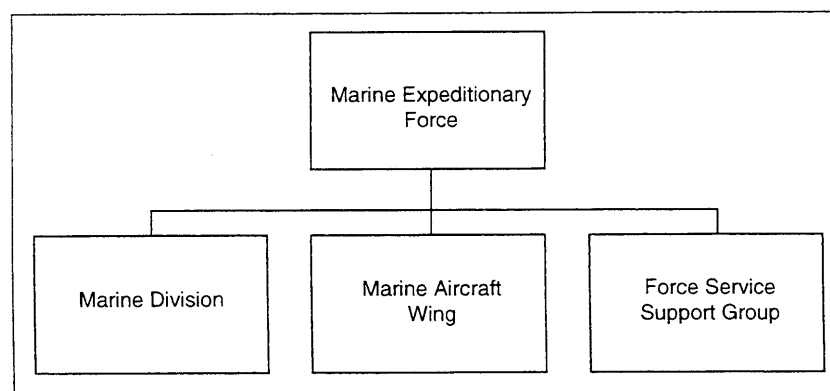 Marine Expeditionary
Force
Marine Division
Marine Aircraft
Wing
Force Service
Support Group